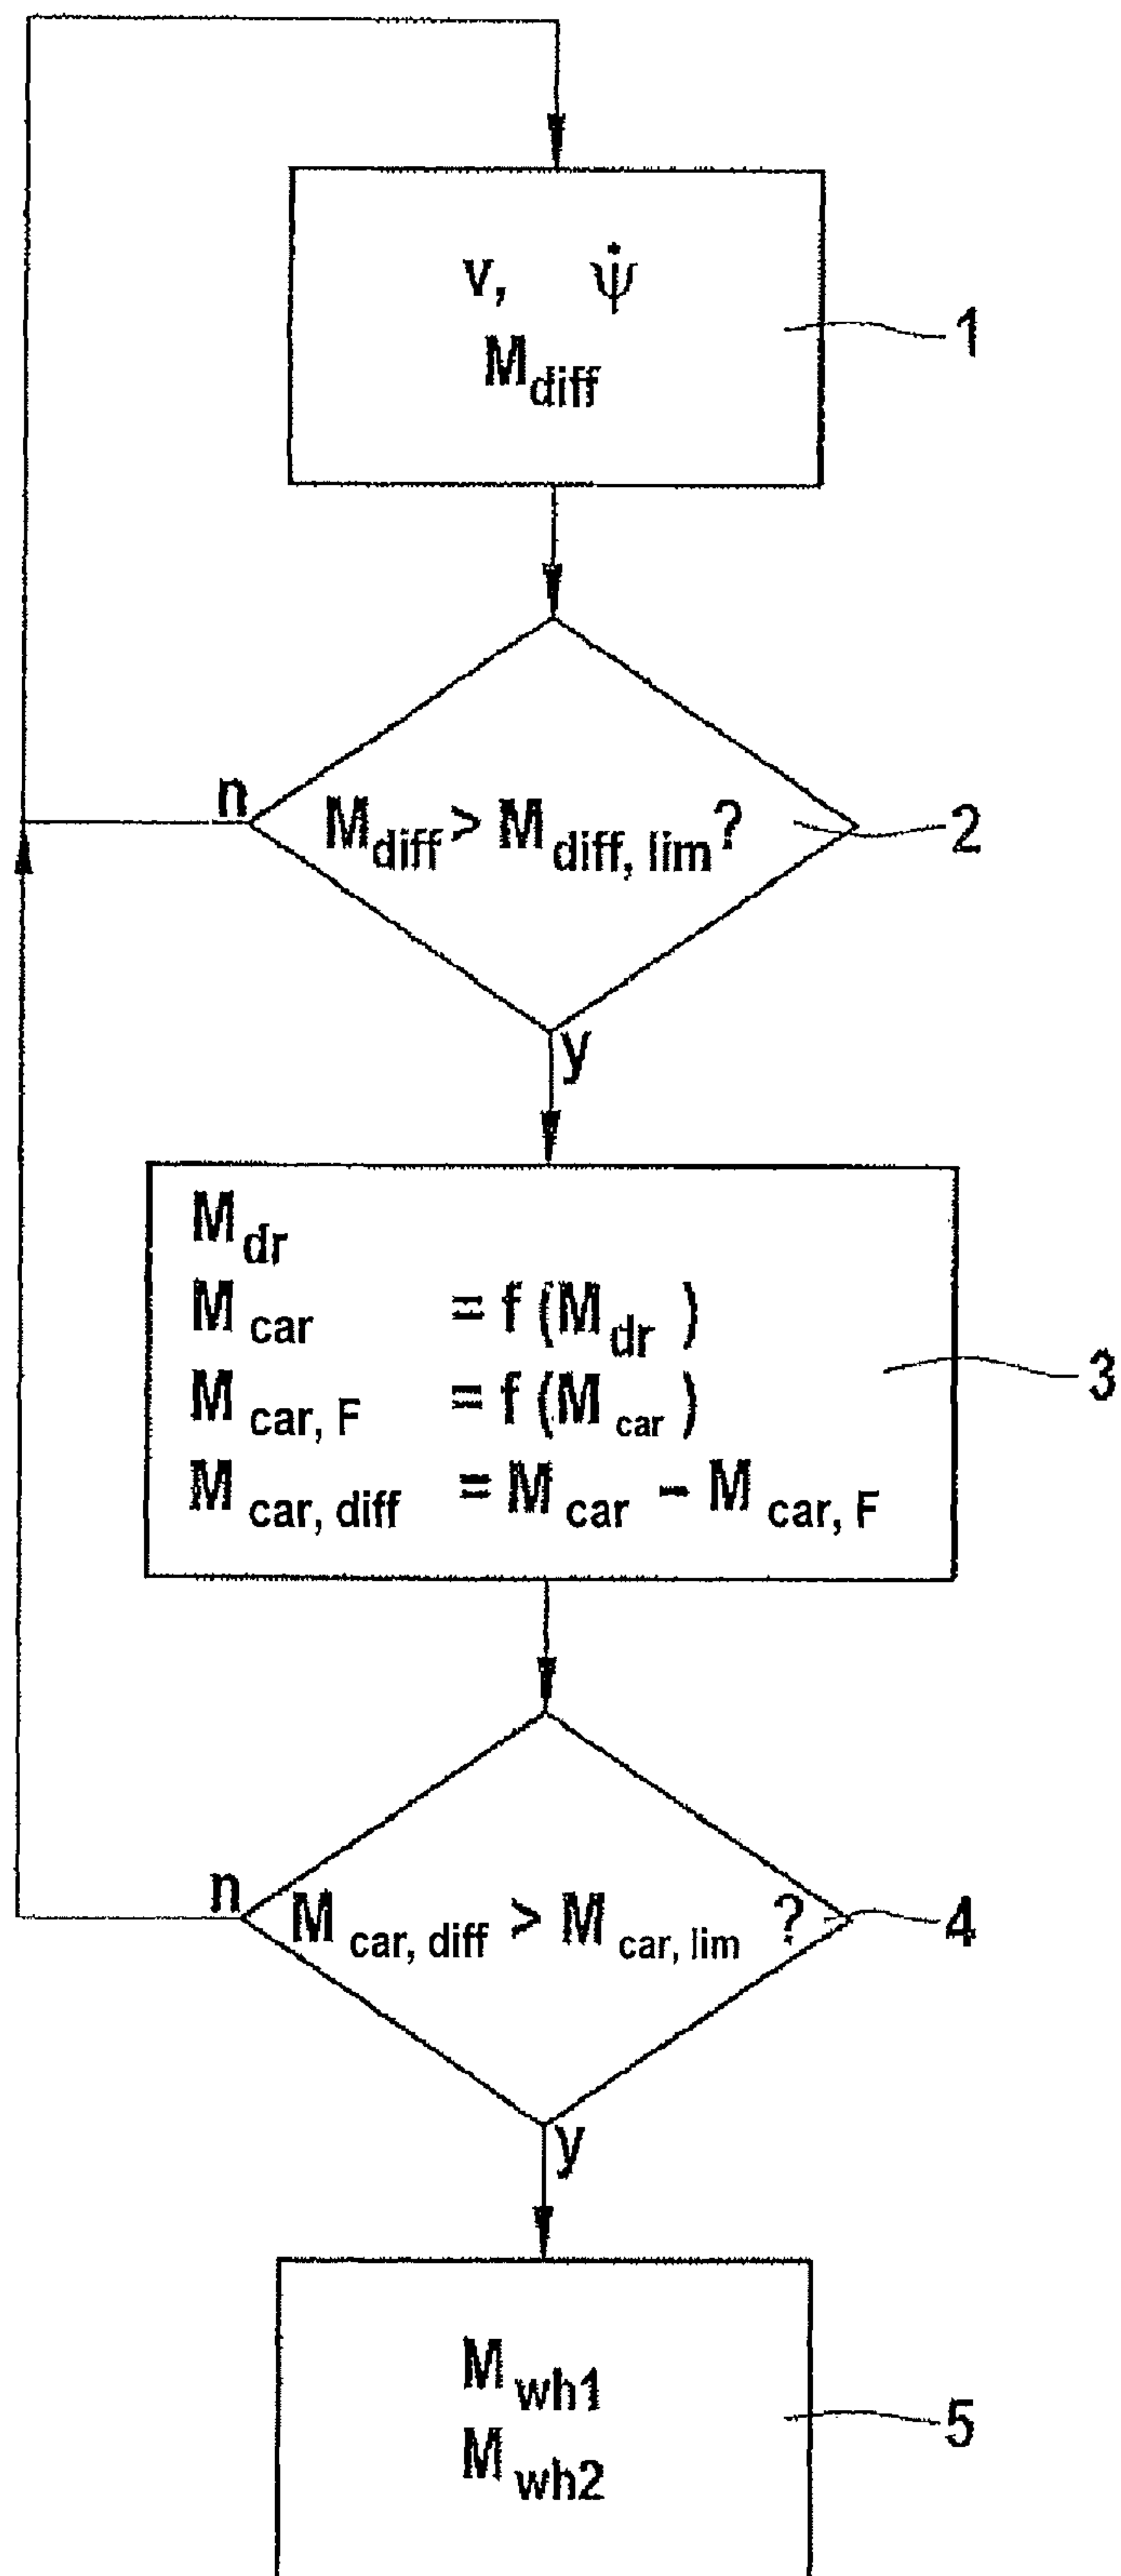 v, ψ̇
M_diff
1
n
M_diff > M_diff, lim ?
2
y
M_dr
M_car = f (M_dr )
M_car, F = f (M_car )
M_car, diff = M_car - M_car, F
3
n
M_car, diff > M_car, lim ?
4
y
M_wh1
M_wh2
5